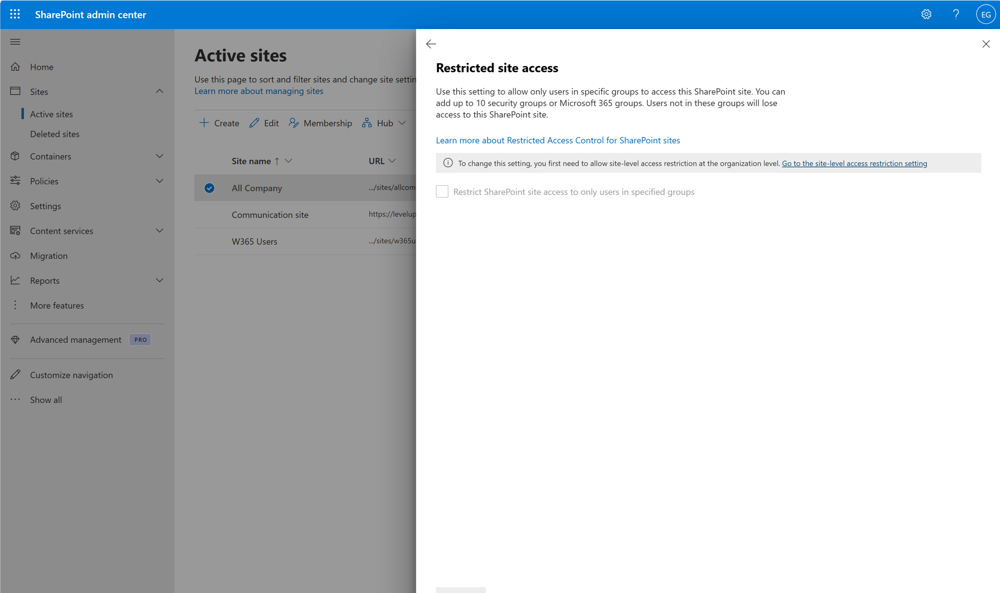 SharePoint admin center
EG
Home
Sites
Active sites
Deleted sites
Containers
Policies
Settings
Content services
Migration
Reports
More features
Advanced management PRO
Customize navigation
Show all
Active sites
Use this page to sort and filter sites and change site
Learn more about managing sites
Create Edit Membership Hub
Site name ↑ URL
All Company .../sites/allcom
Communication site https://levelup
W365 Users .../sites/w365u
Restricted site access
Use this setting to allow only users in specific groups to access this SharePoint site. You can
add up to 10 security groups or Microsoft 365 groups. Users not in these groups will lose
access to this SharePoint site.
Learn more about Restricted Access Control for SharePoint sites
To change this setting, you first need to allow site-level access restriction at the organization level. Go to the site-level access restriction setting
Restrict SharePoint site access to only users in specified groups